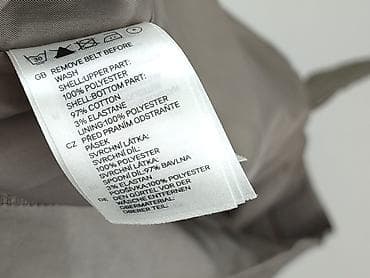 30
GB REMOVE BELT BEFORE
WASH
SHELL:UPPER PART:
100% POLYESTER
SHELL-BOTTOM PART:
97% COTTON
3% ELASTANE
LINING:100% POLYESTER
CZ PŘED PRANÍM ODSTRAŇTE
PÁSEK
SVRCHNÍ LÁTKA:
SVRCHNÍ DÍL:
100% POLYESTER
SVRCHNÍ LÁTKA:
SPODNÍ DÍL:97% BAVLNA
3% ELASTAN
PODŠÍVKA:100% POLYESTER
DE DEN GÜRTEL VOR DER
WÄSCHE ENTFERNEN
OBERMATERIAL
OBERER TEIL: